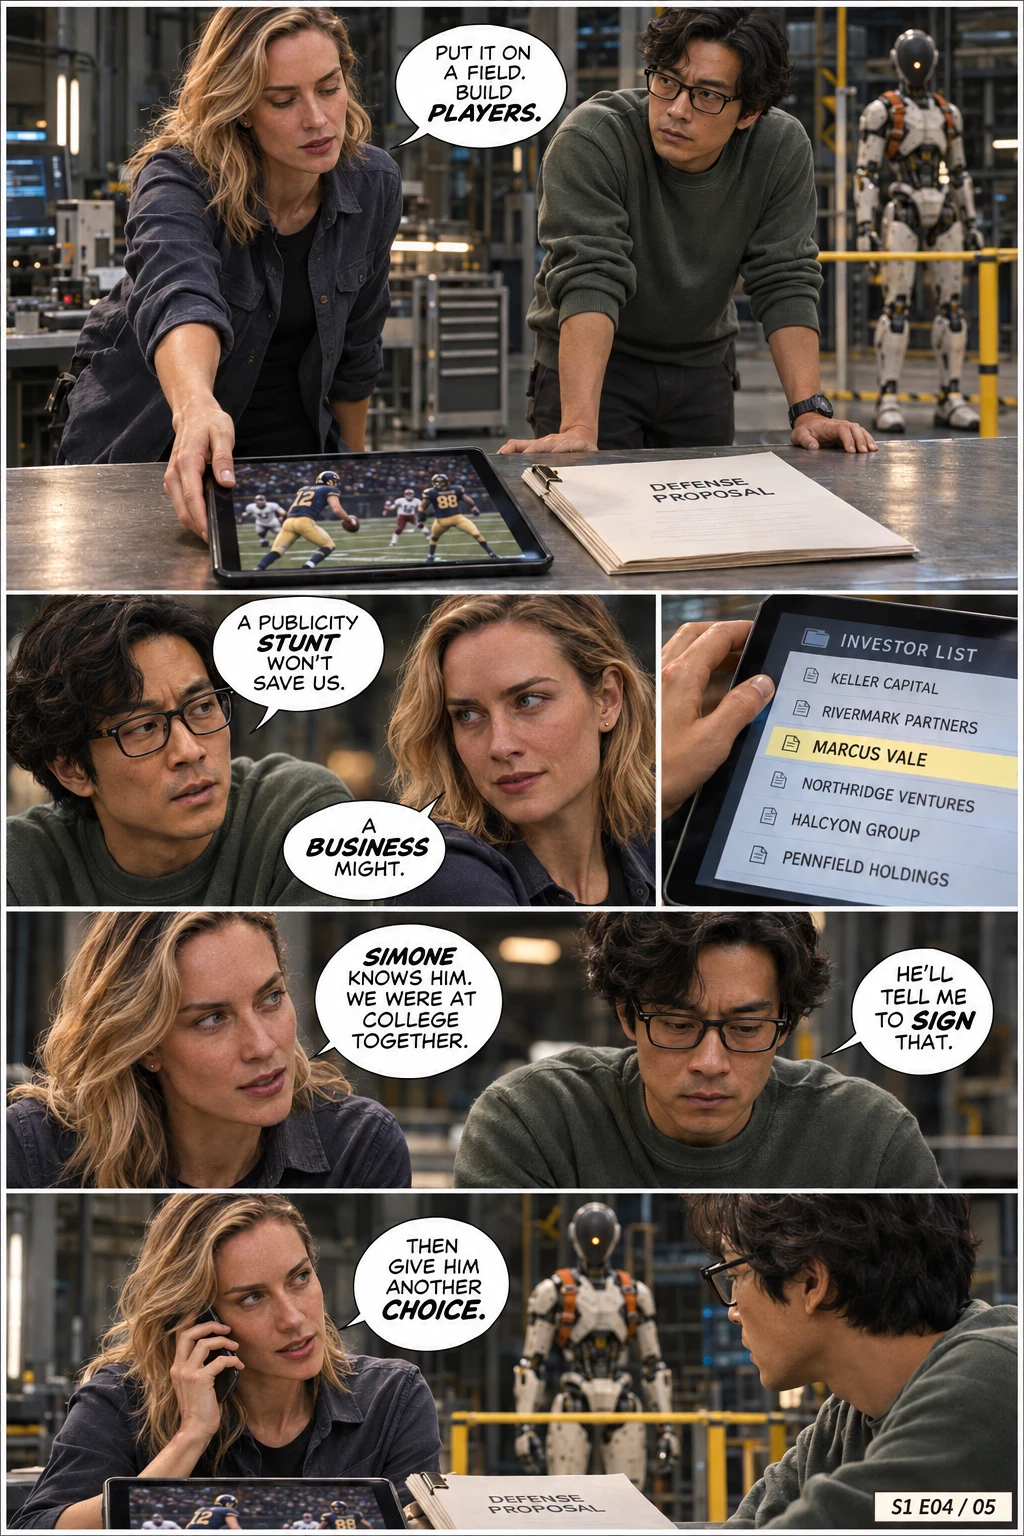 PUT IT ON
A FIELD.
BUILD
PLAYERS.
12
88
DEFENSE
PROPOSAL
A PUBLICITY
STUNT
WON'T
SAVE US.
A
BUSINESS
MIGHT.
INVESTOR LIST
KELLER CAPITAL
RIVERMARK PARTNERS
MARCUS VALE
NORTHRIDGE VENTURES
HALCYON GROUP
PENNFIELD HOLDINGS
SIMONE
KNOWS HIM.
WE WERE AT
COLLEGE
TOGETHER.
HE'LL
TELL ME
TO SIGN
THAT.
THEN
GIVE HIM
ANOTHER
CHOICE.
12
88
DEFENSE
PROPOSAL
S1 E04 / 05